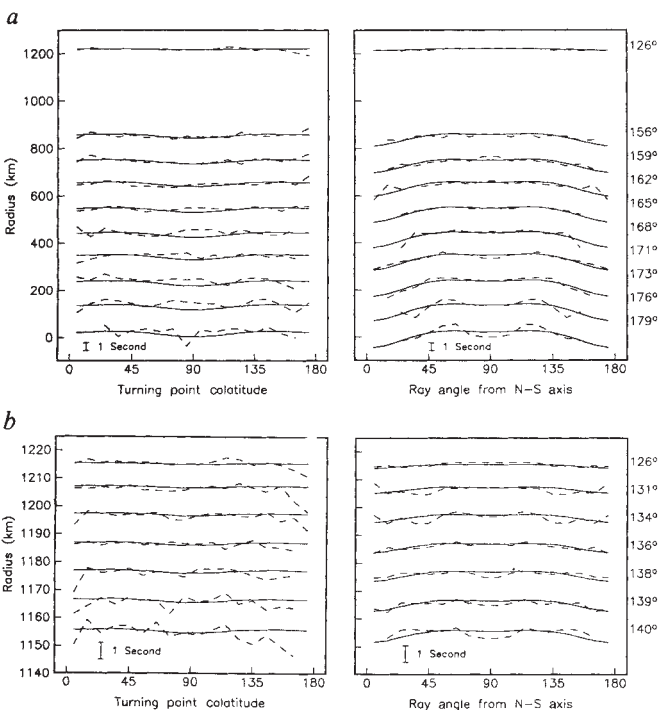 a
1200
1000
800
600
400
200
0
Radius (km)
1 Second
0 45 90 135 180
Turning point colatitude
1 Second
0 45 90 135 180
Ray angle from N-S axis
126°
156°
159°
162°
165°
168°
171°
173°
176°
179°
b
1220
1210
1200
1190
1180
1170
1160
1150
1140
Radius (km)
1 Second
0 45 90 135 180
Turning point colatitude
1 Second
0 45 90 135 180
Ray angle from N-S axis
126°
131°
134°
136°
138°
139°
140°